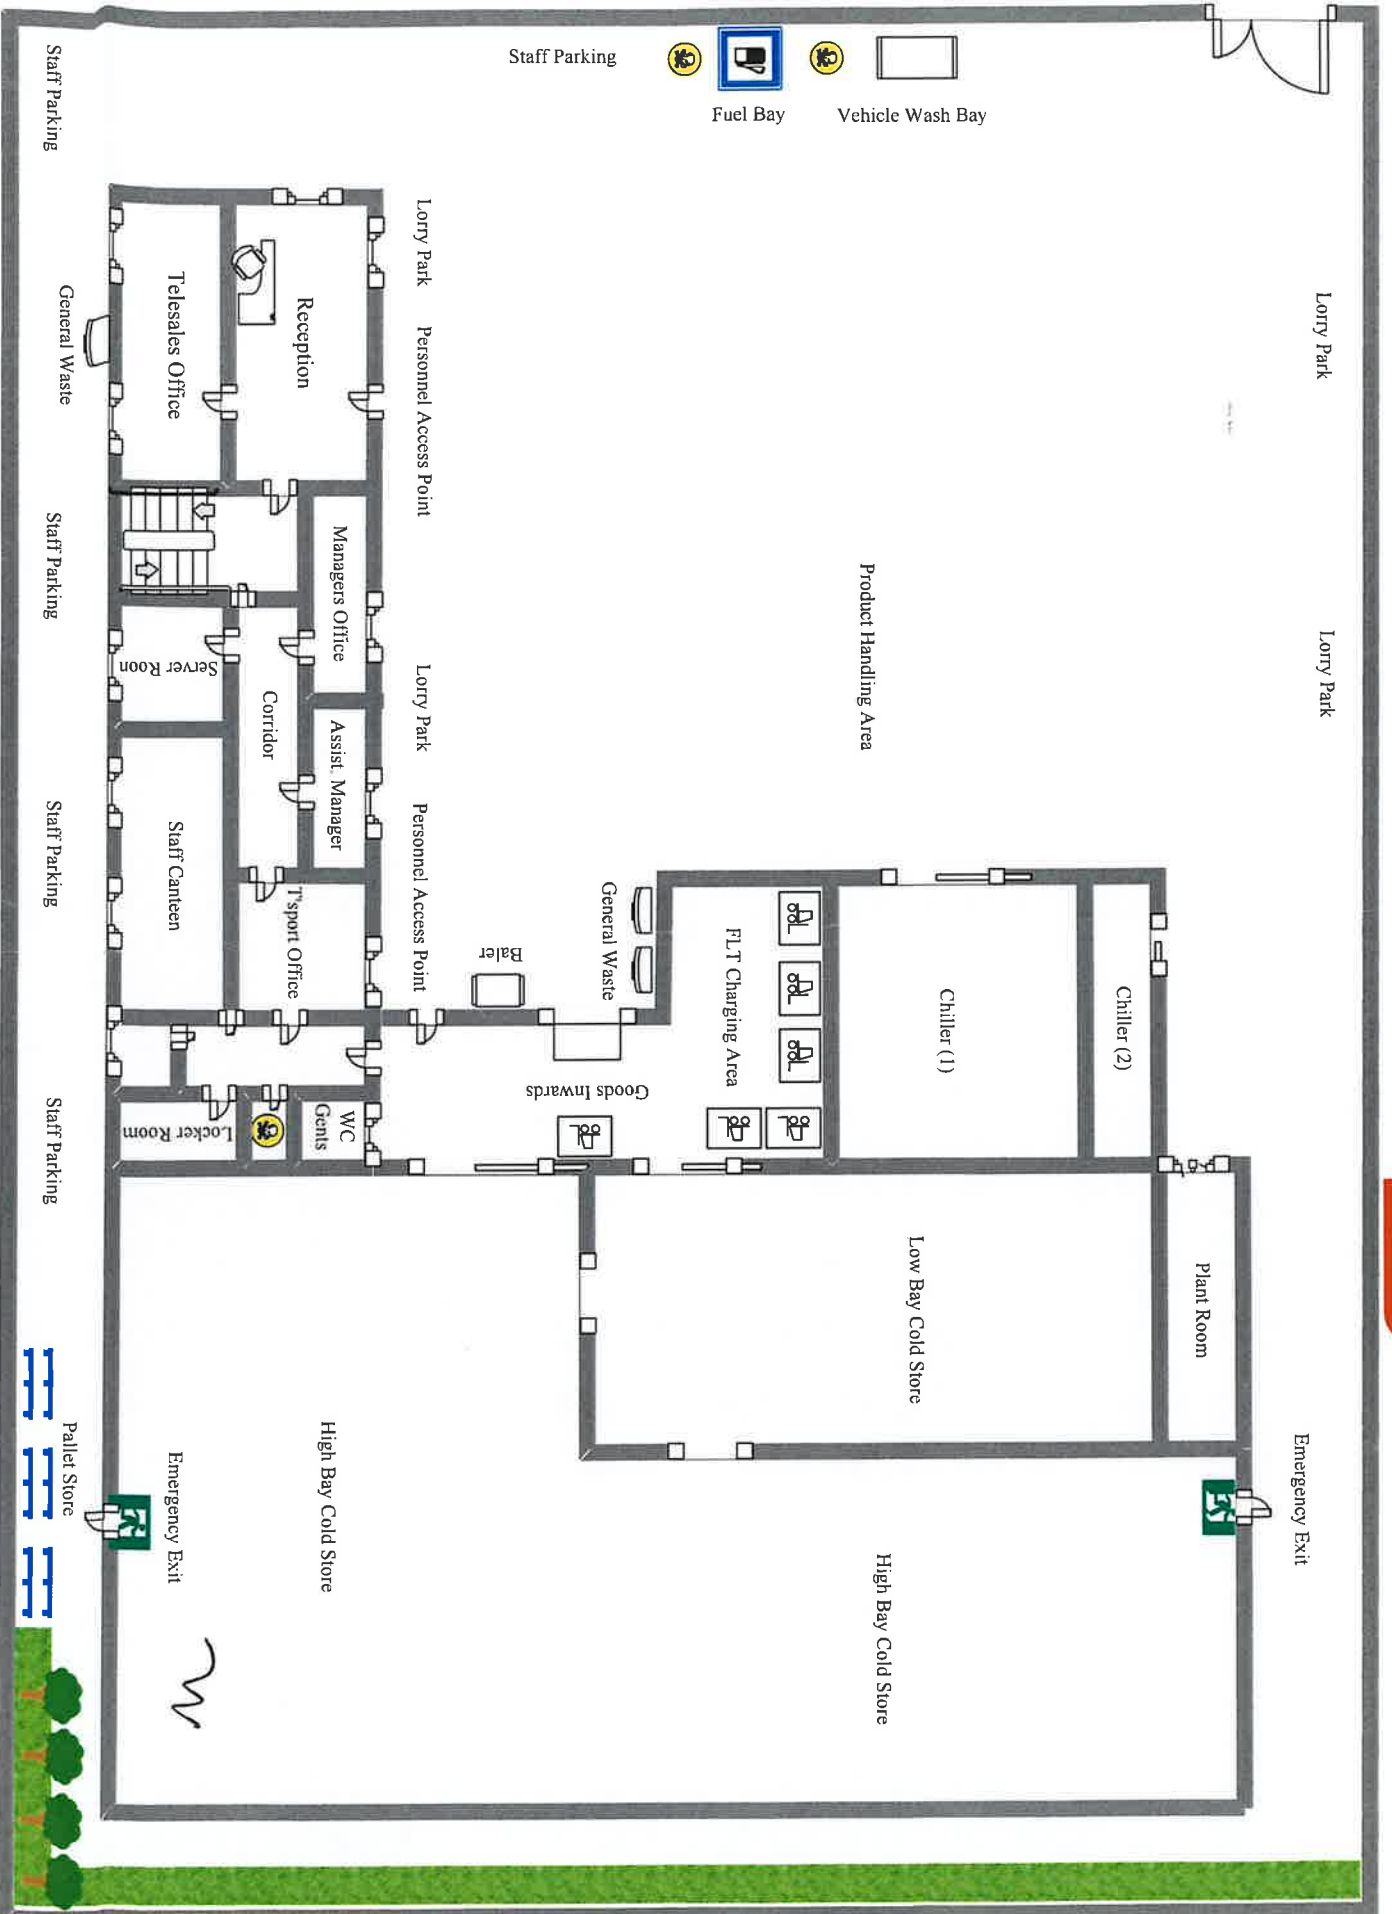 Staff Parking
Fuel Bay
Vehicle Wash Bay
Staff Parking
Lorry Park
Lorry Park
Personnel Access Point
General Waste
Telesales Office
Reception
Staff Parking
Managers Office
Product Handling Area
Lorry Park
Server Roon
Corridor
Lorry Park
Assist. Manager
Staff Parking
Staff Canteen
T'sport Office
Personnel Access Point
Baler
General Waste
FLT Charging Area
Chiller (1)
Chiller (2)
Goods Inwards
Staff Parking
Locker Room
WC
Gents
Low Bay Cold Store
Plant Room
Pallet Store
Emergency Exit
High Bay Cold Store
Emergency Exit
High Bay Cold Store